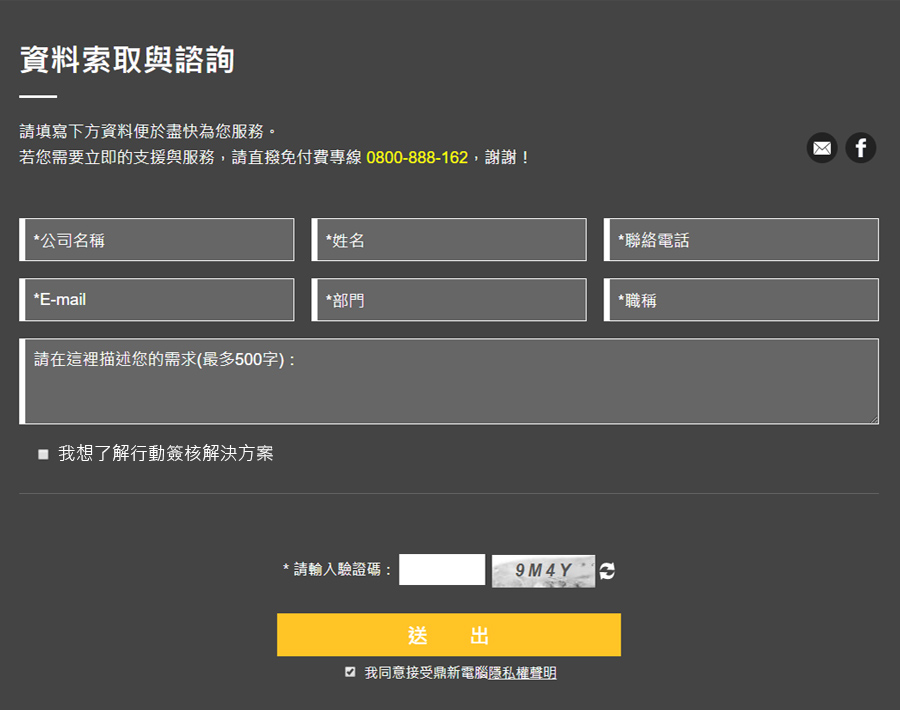 資料索取與諮詢
請填寫下方資料便於盡快為您服務。
若您需要立即的支援與服務，請直撥免付費專線 0800-888-162，謝謝！
*公司名稱
*姓名
*聯絡電話
*E-mail
*部門
*職稱
請在這裡描述您的需求(最多500字)：
我想了解行動簽核解決方案
* 請輸入驗證碼：
9M4Y
送 出
我同意接受鼎新電腦隱私權聲明